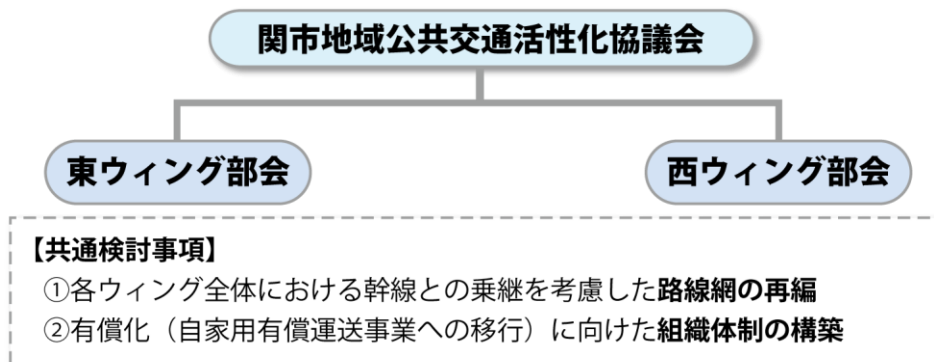 関市地域公共交通活性化協議会
東ウィング部会
西ウィング部会
【共通検討事項】
①各ウィング全体における幹線との乗継を考慮した路線網の再編
②有償化（自家用有償運送事業への移行）に向けた組織体制の構築